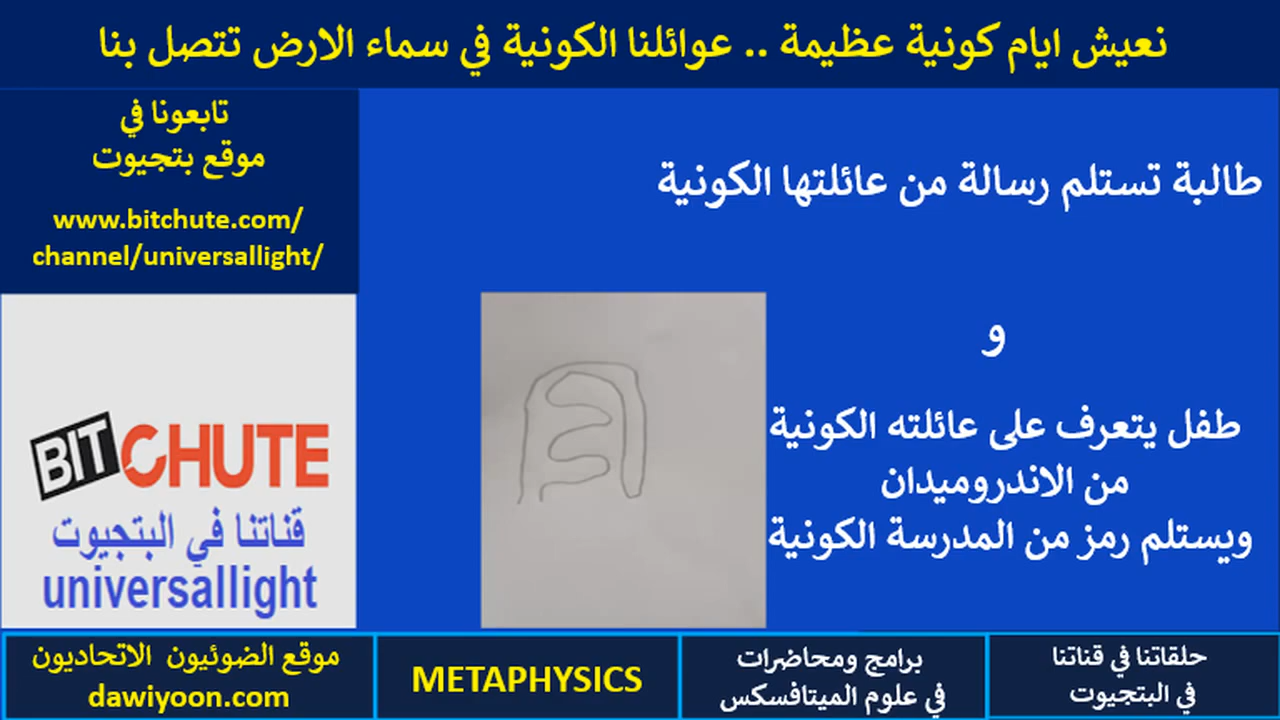 نعيش ايام كونية عظيمة .. عوائلنا الكونية في سماء الارض تتصل بنا
تابعونا في
موقع بتجيوت
www.bitchute.com/
channel/universallight/
طالبة تستلم رسالة من عائلتها الكونية
و
طفل يتعرف على عائلته الكونية
من الاندروميدان
ويستلم رمز من المدرسة الكونية
BITCHUTE
قناتنا في البتجيوت
universallight
حلقاتنا في قناتنا
في البتجيوت
برامج ومحاضرات
في علوم الميتافسكس
METAPHYSICS
موقع الضوئيون الاتحاديون
dawiyoon.com